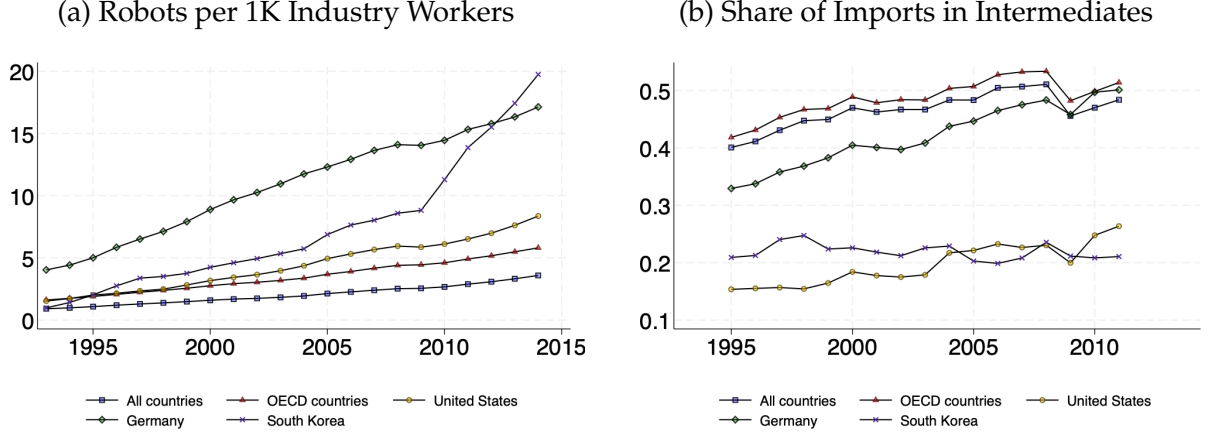 (a) Robots per 1K Industry Workers
20
15
10
5
0
1995 2000 2005 2010 2015
All countries OECD countries United States
Germany South Korea
(b) Share of Imports in Intermediates
0.5
0.4
0.3
0.2
0.1
1995 2000 2005 2010
All countries OECD countries United States
Germany South Korea